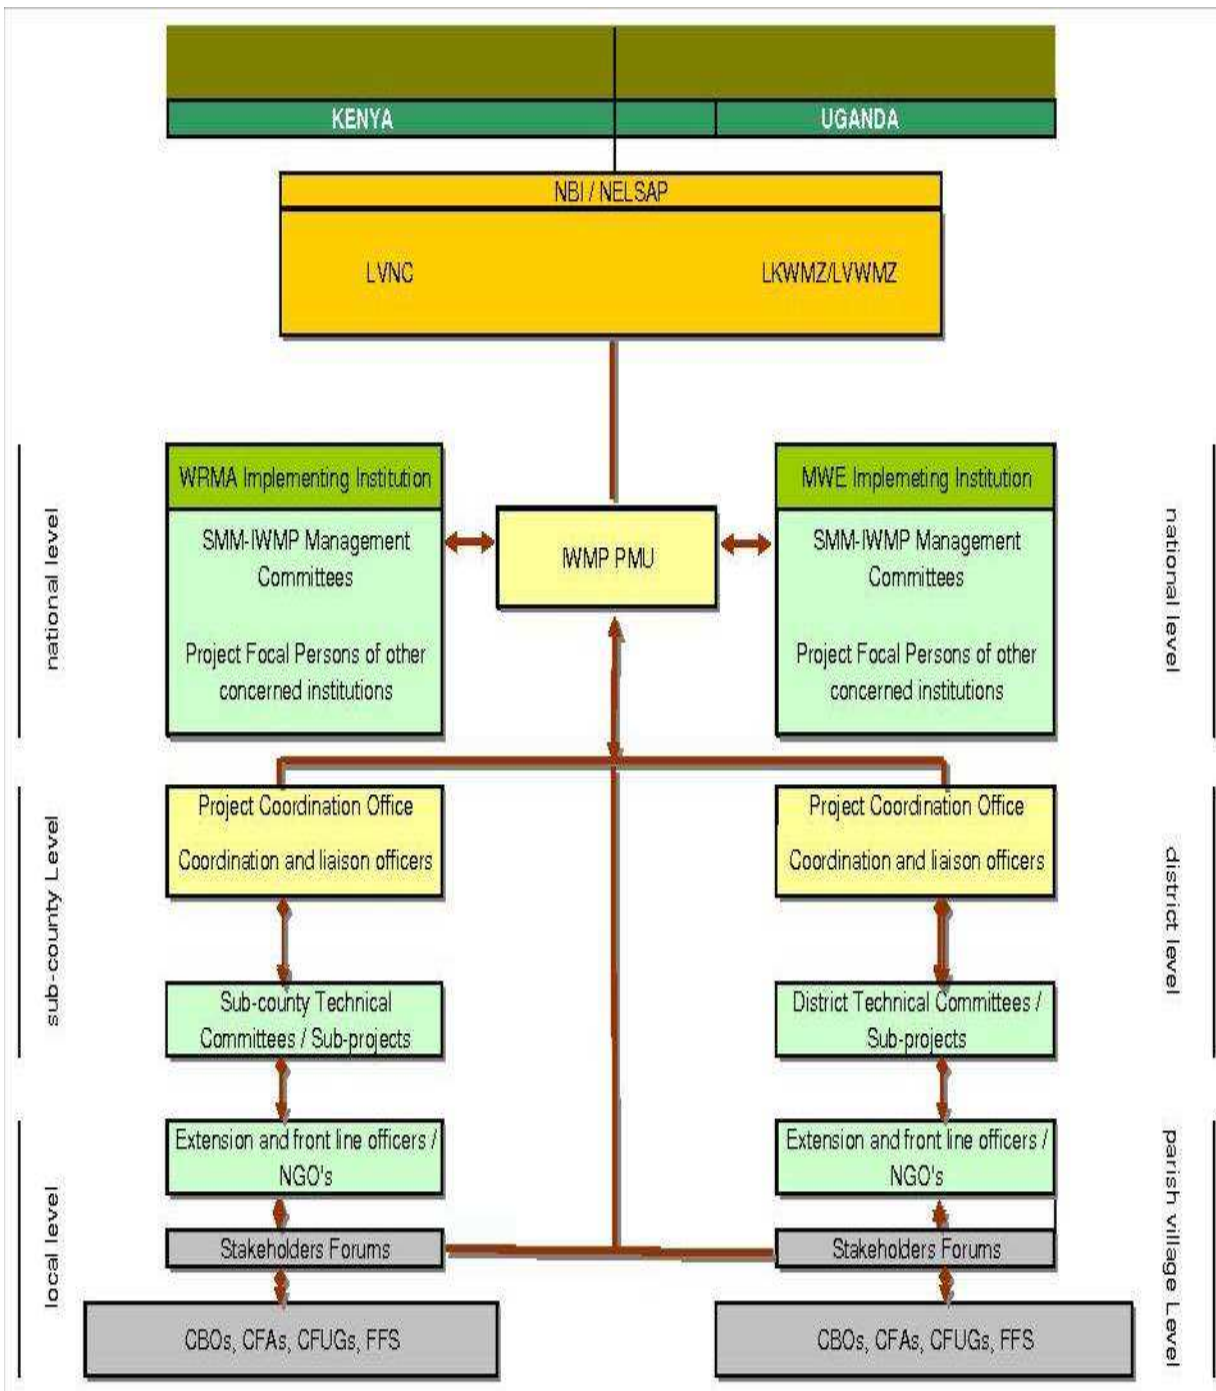 KENYA
UGANDA
NBI / NELSAP
LVNC
LKWMZ/LVWMZ
national level
WRMA Implementing Institution
SMM-IWMP Management
Committees
Project Focal Persons of other
concerned institutions
IWMP PMU
MWE Implemeting Institution
SMM-IWMP Management
Committees
Project Focal Persons of other
concerned institutions
national level
sub-county Level
Project Coordination Office
Coordination and liaison officers
Sub-county Technical
Committees / Sub-projects
Project Coordination Office
Coordination and liaison officers
District Technical Committees /
Sub-projects
district level
local level
Extension and front line officers /
NGO's
Stakeholders Forums
CBOs, CFAs, CFUGs, FFS
Extension and front line officers /
NGO's
Stakeholders Forums
CBOs, CFAs, CFUGs, FFS
parish village Level